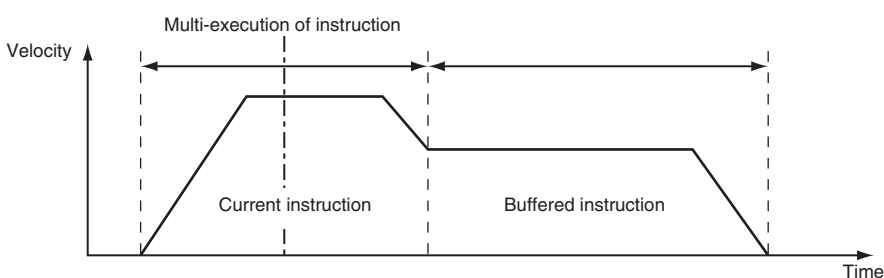 Multi-execution of instruction
Velocity
Current instruction
Buffered instruction
Time